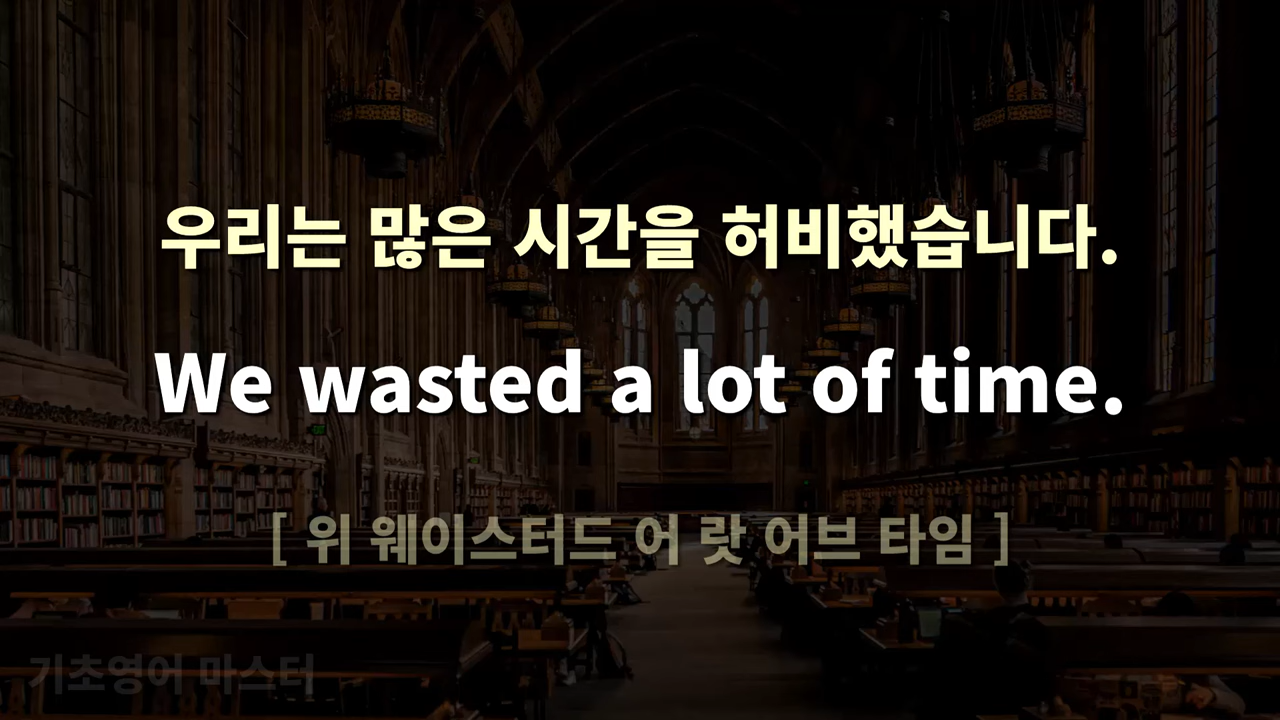 우리는 많은 시간을 허비했습니다.
We wasted a lot of time.
[ 위 웨이스터드 어 랏 어브 타임 ]
기초영어 마스터